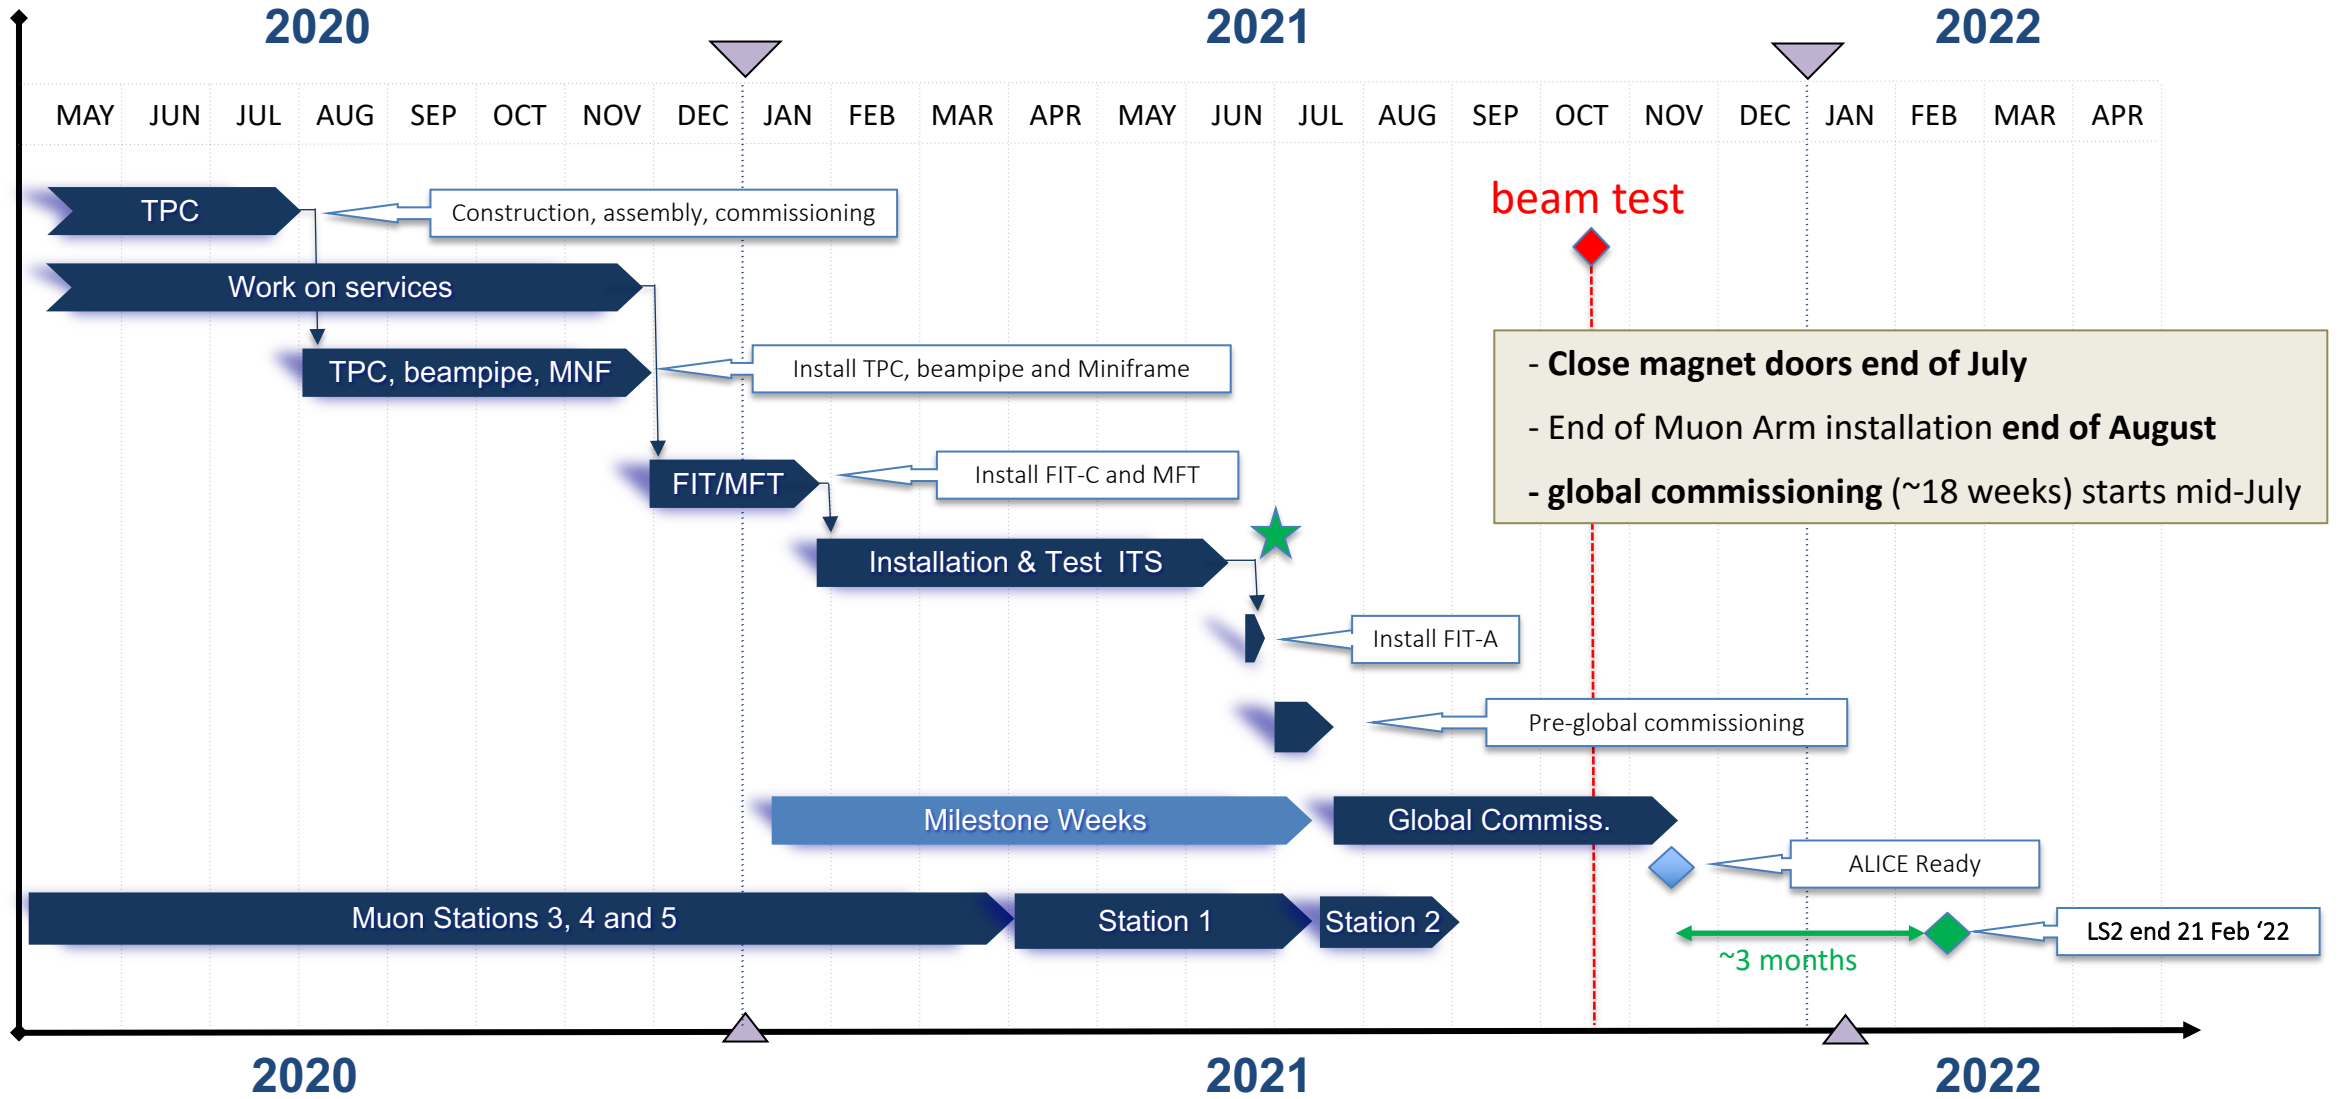 2020 2021 2022
MAY JUN JUL AUG SEP OCT NOV DEC JAN FEB MAR APR MAY JUN JUL AUG SEP OCT NOV DEC JAN FEB MAR APR
TPC
Construction, assembly, commissioning
beam test
Work on services
TPC, beampipe, MNF
Install TPC, beampipe and Miniframe
- Close magnet doors end of July
- End of Muon Arm installation end of August
- global commissioning (~18 weeks) starts mid-July
FIT/MFT
Install FIT-C and MFT
Installation & Test ITS
Install FIT-A
Pre-global commissioning
Milestone Weeks
Global Commiss.
ALICE Ready
Muon Stations 3, 4 and 5
Station 1
Station 2
LS2 end 21 Feb ‘22
~3 months
2020 2021 2022